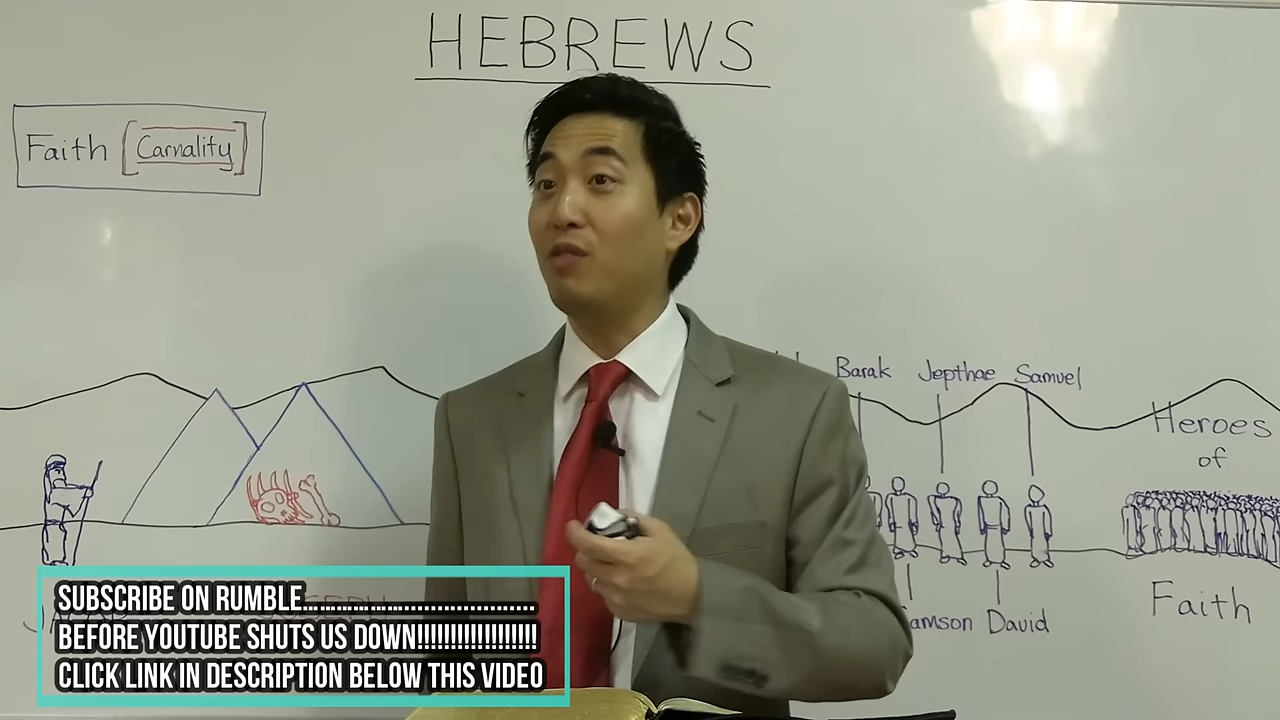 HEBREWS
Faith [Carnality]
Barak Jepthae Samuel
Heroes
of
Faith
David
SUBSCRIBE ON RUMBLE.......................................
BEFORE YOUTUBE SHUTS US DOWN!!!!!!!!!!!!!!!!!!
CLICK LINK IN DESCRIPTION BELOW THIS VIDEO